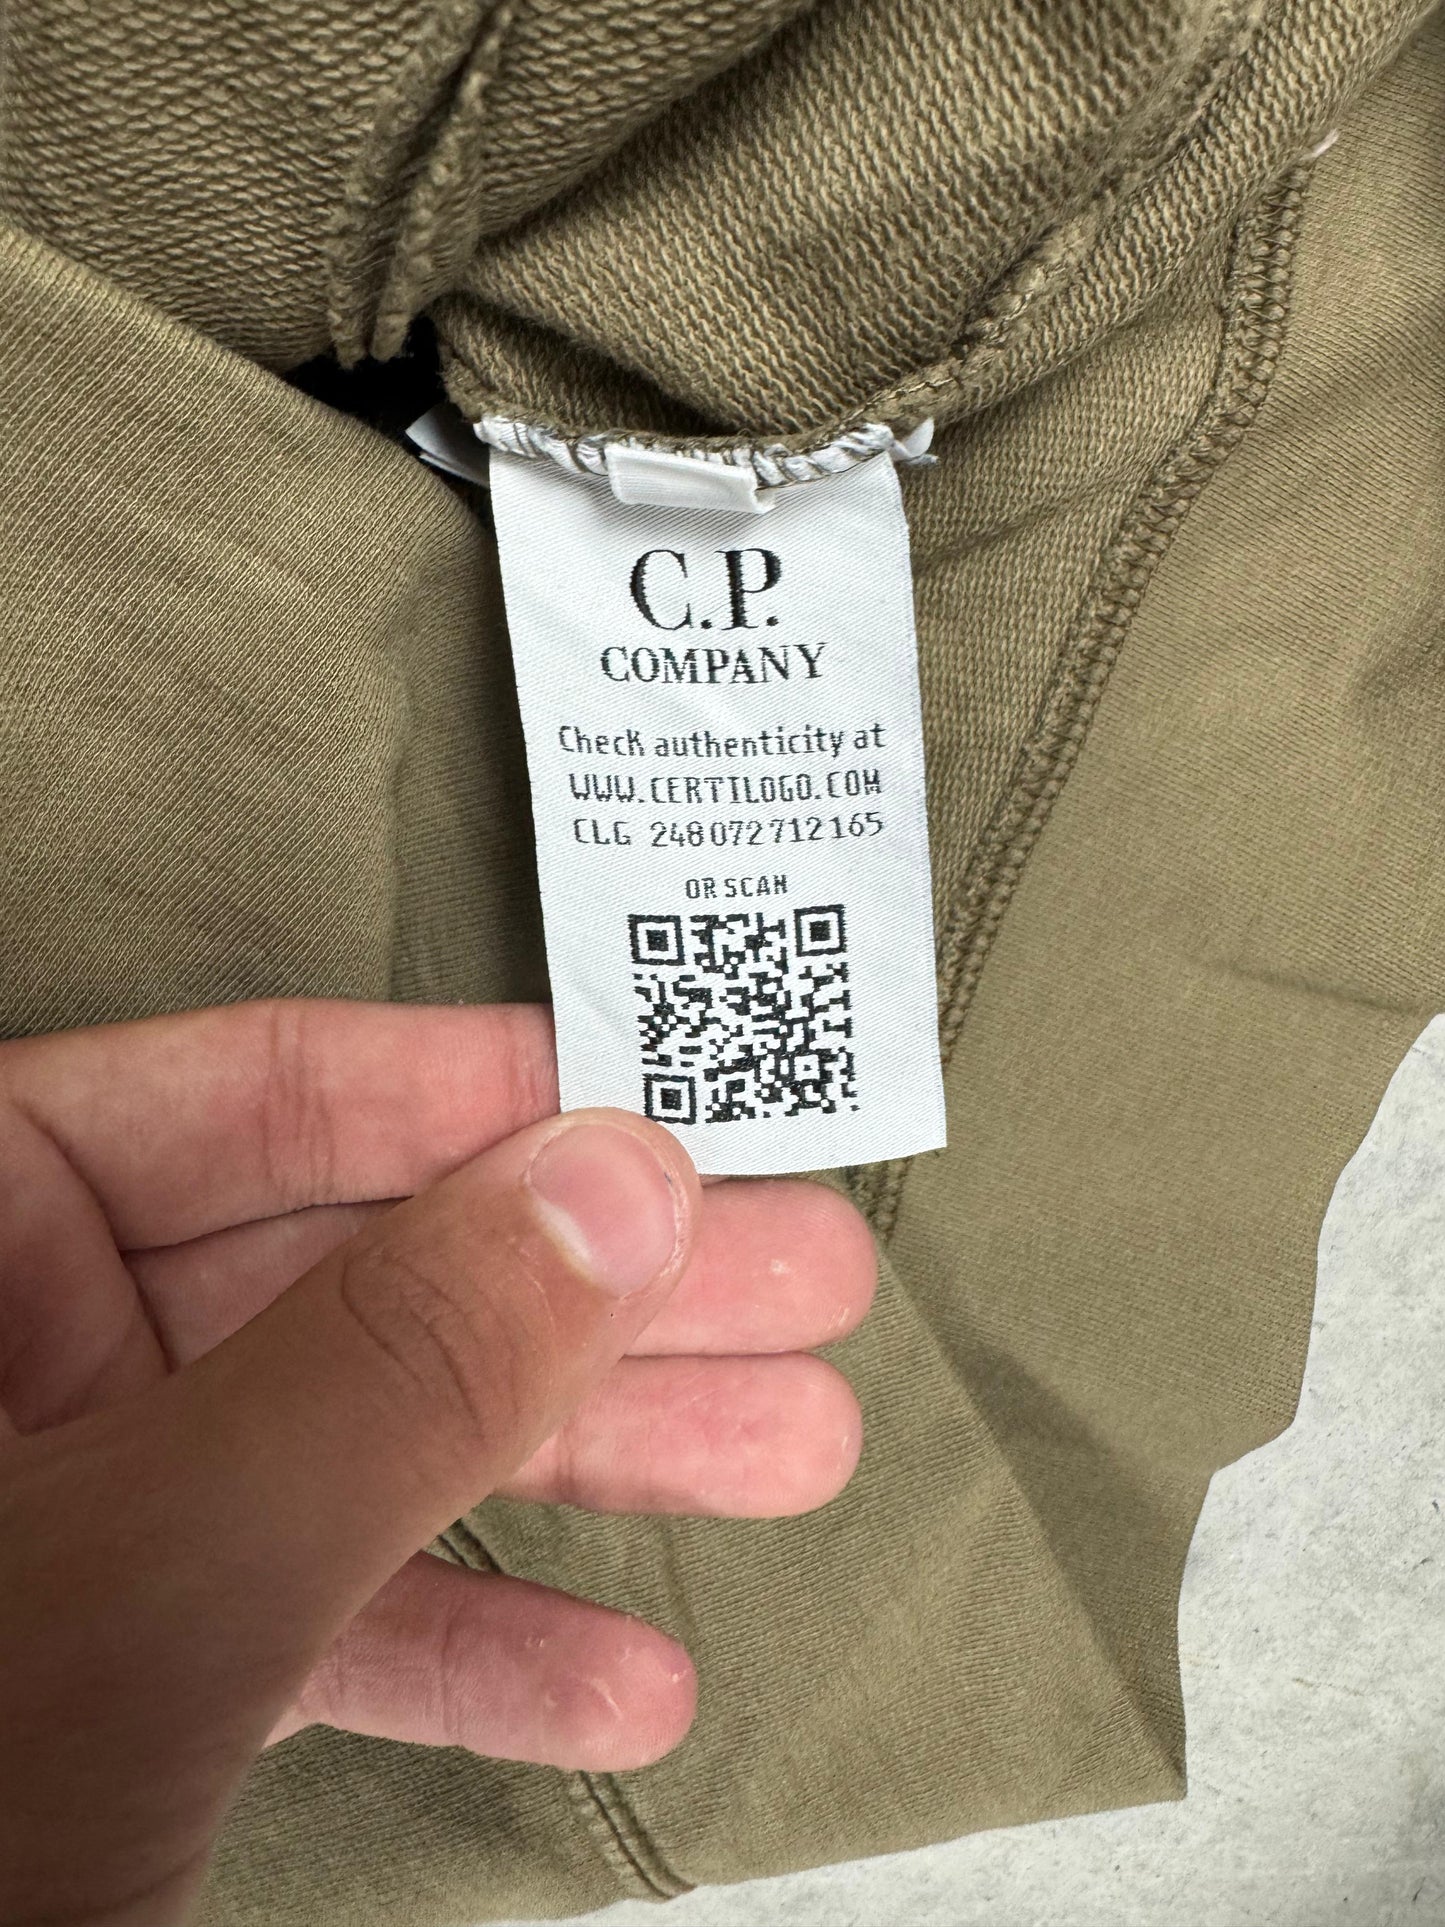 C.P.
COMPANY
Check authenticity at
WWW.CERTILOGO.COM
CLG 248072712165
OR SCAN